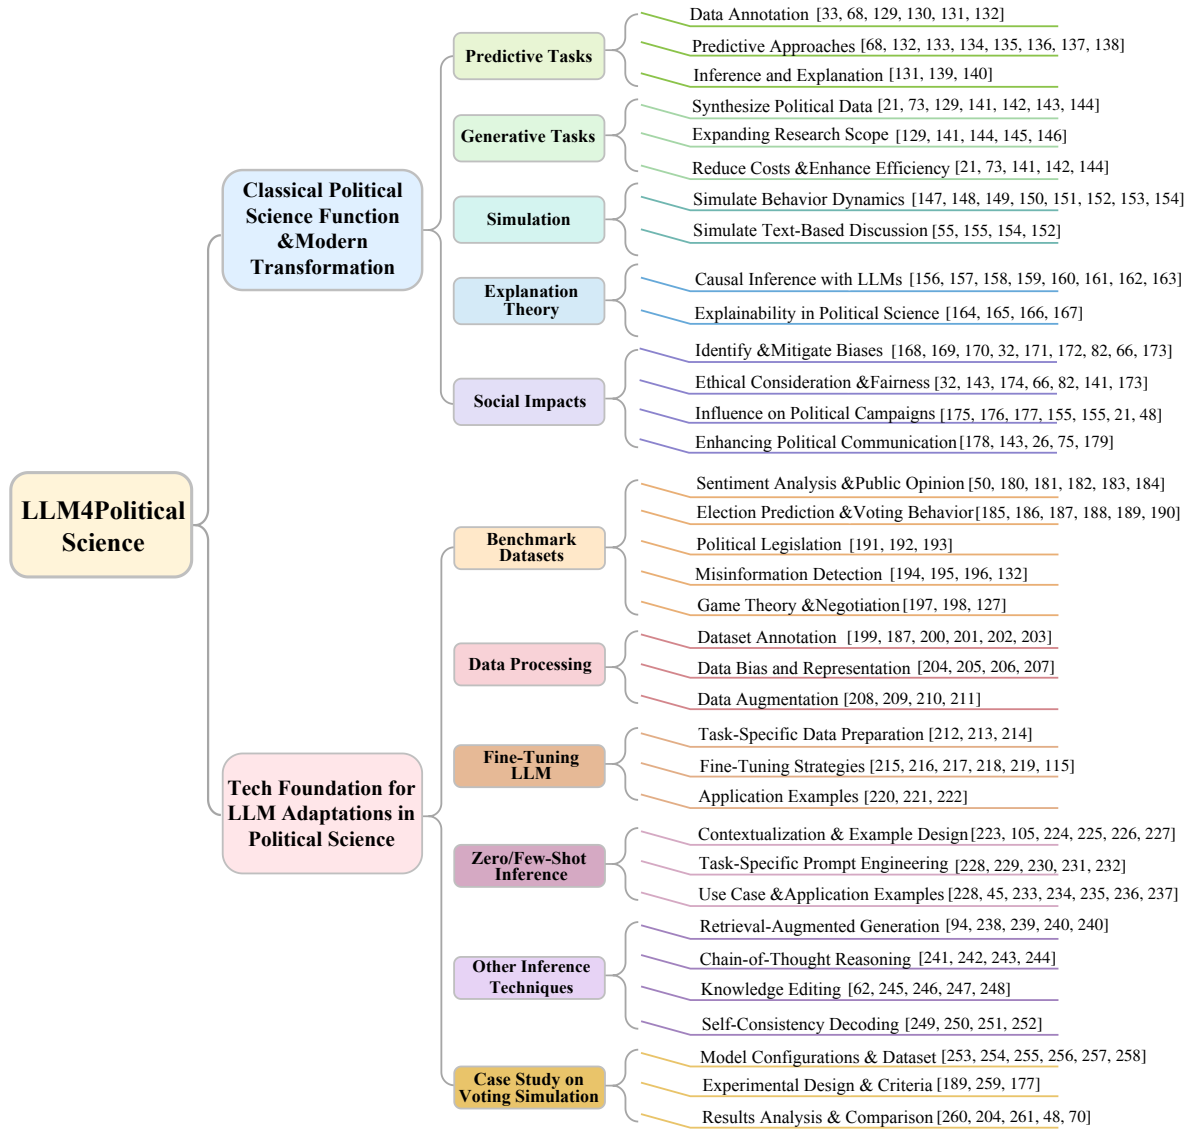 LLM4Political
Science
Classical Political
Science Function
&Modern
Transformation
Predictive Tasks
Data Annotation [33, 68, 129, 130, 131, 132]
Predictive Approaches [68, 132, 133, 134, 135, 136, 137, 138]
Inference and Explanation [131, 139, 140]
Generative Tasks
Synthesize Political Data [21, 73, 129, 141, 142, 143, 144]
Expanding Research Scope [129, 141, 144, 145, 146]
Reduce Costs &Enhance Efficiency [21, 73, 141, 142, 144]
Simulation
Simulate Behavior Dynamics [147, 148, 149, 150, 151, 152, 153, 154]
Simulate Text-Based Discussion [55, 155, 154, 152]
Explanation
Theory
Causal Inference with LLMs [156, 157, 158, 159, 160, 161, 162, 163]
Explainability in Political Science [164, 165, 166, 167]
Social Impacts
Identify &Mitigate Biases [168, 169, 170, 32, 171, 172, 82, 66, 173]
Ethical Consideration &Fairness [32, 143, 174, 66, 82, 141, 173]
Influence on Political Campaigns [175, 176, 177, 155, 155, 21, 48]
Enhancing Political Communication [178, 143, 26, 75, 179]
Tech Foundation for
LLM Adaptations in
Political Science
Benchmark
Datasets
Sentiment Analysis &Public Opinion [50, 180, 181, 182, 183, 184]
Election Prediction &Voting Behavior[185, 186, 187, 188, 189, 190]
Political Legislation [191, 192, 193]
Misinformation Detection [194, 195, 196, 132]
Game Theory &Negotiation [197, 198, 127]
Data Processing
Dataset Annotation [199, 187, 200, 201, 202, 203]
Data Bias and Representation [204, 205, 206, 207]
Data Augmentation [208, 209, 210, 211]
Fine-Tuning
LLM
Task-Specific Data Preparation [212, 213, 214]
Fine-Tuning Strategies [215, 216, 217, 218, 219, 115]
Application Examples [220, 221, 222]
Zero/Few-Shot
Inference
Contextualization & Example Design[223, 105, 224, 225, 226, 227]
Task-Specific Prompt Engineering [228, 229, 230, 231, 232]
Use Case &Application Examples [228, 45, 233, 234, 235, 236, 237]
Other Inference
Techniques
Retrieval-Augmented Generation [94, 238, 239, 240, 240]
Chain-of-Thought Reasoning [241, 242, 243, 244]
Knowledge Editing [62, 245, 246, 247, 248]
Self-Consistency Decoding [249, 250, 251, 252]
Case Study on
Voting Simulation
Model Configurations & Dataset [253, 254, 255, 256, 257, 258]
Experimental Design & Criteria [189, 259, 177]
Results Analysis & Comparison [260, 204, 261, 48, 70]